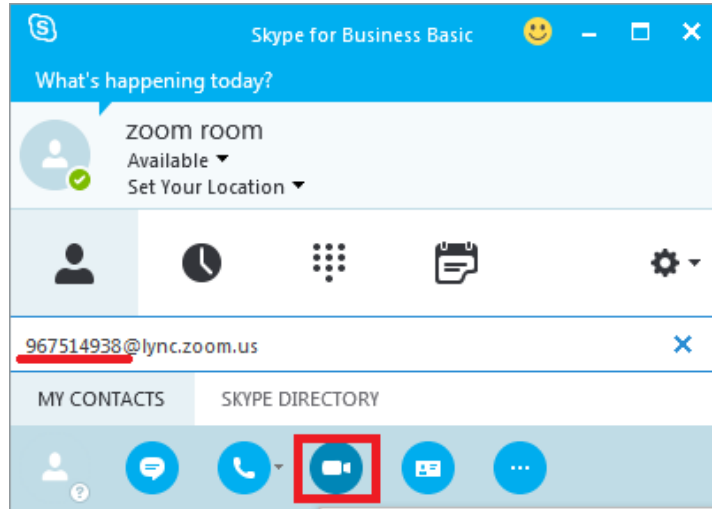 Skype for Business Basic
What's happening today?
zoom room
Available
Set Your Location
967514938@lync.zoom.us
MY CONTACTS SKYPE DIRECTORY